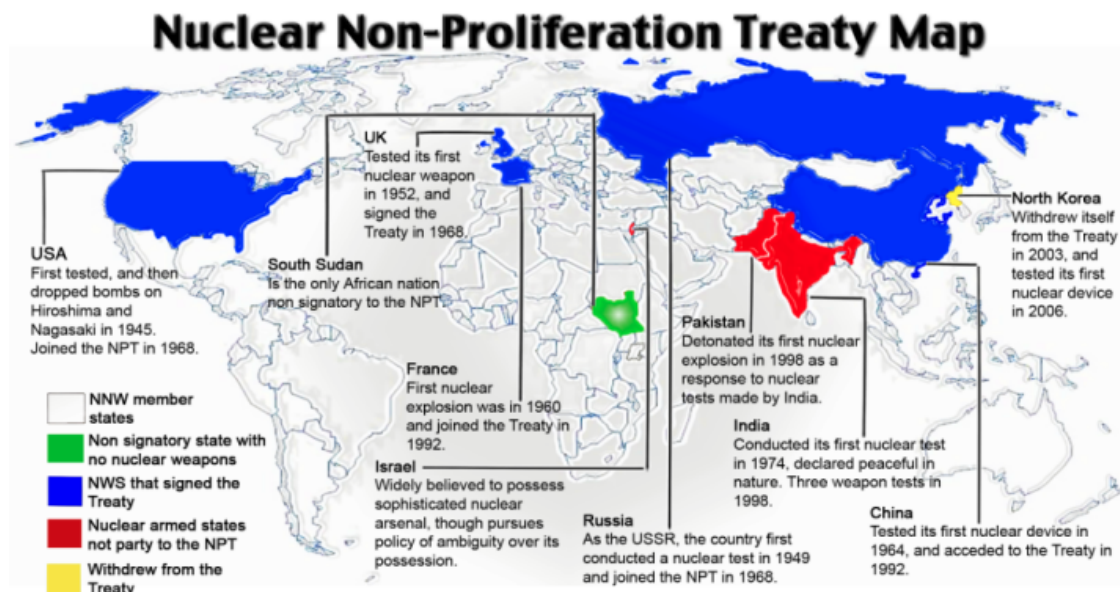 Nuclear Non-Proliferation Treaty Map
UK
Tested its first
nuclear weapon
in 1952, and
signed the
Treaty in 1968.
North Korea
Withdrew itself
from the Treaty
in 2003, and
tested its first
nuclear device
in 2006.
USA
First tested, and then
dropped bombs on
Hiroshima and
Nagasaki in 1945.
Joined the NPT in 1968.
South Sudan
Is the only African nation
non signatory to the NPT.
Pakistan
Detonated its first nuclear
explosion in 1998 as a
response to nuclear
tests made by India.
France
First nuclear
explosion was in 1960
and joined the Treaty in
1992.
India
Conducted its first nuclear test
in 1974, declared peaceful in
nature. Three weapon tests in
1998.
Israel
Widely believed to possess
sophisticated nuclear
arsenal, though pursues
policy of ambiguity over its
possession.
Russia
As the USSR, the country first
conducted a nuclear test in 1949
and joined the NPT in 1968.
China
Tested its first nuclear device in
1964, and acceded to the Treaty in
1992.
NNW member
states
Non signatory state with
no nuclear weapons
NWS that signed the
Treaty
Nuclear armed states
not party to the NPT
Withdrew from the
Treaty